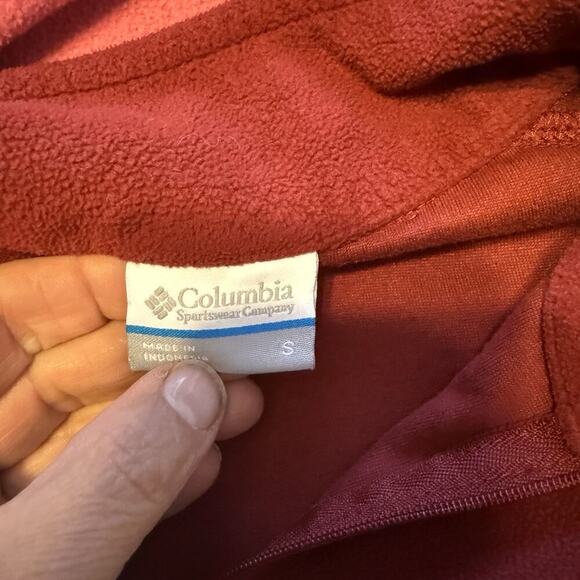 Columbia
Sportswear Company
MADE IN
INDONESIA
S